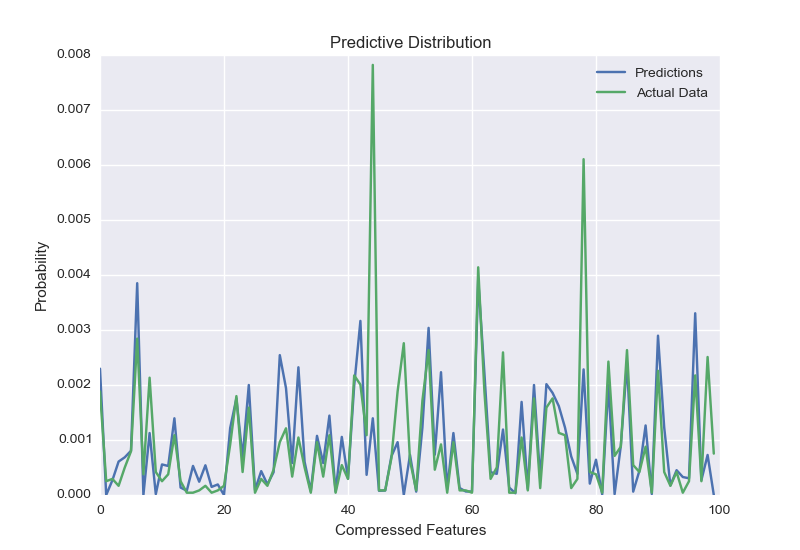 Predictive Distribution
Predictions
Actual Data
Probability
0.008
0.007
0.006
0.005
0.004
0.003
0.002
0.001
0.000
0 20 40 60 80 100
Compressed Features